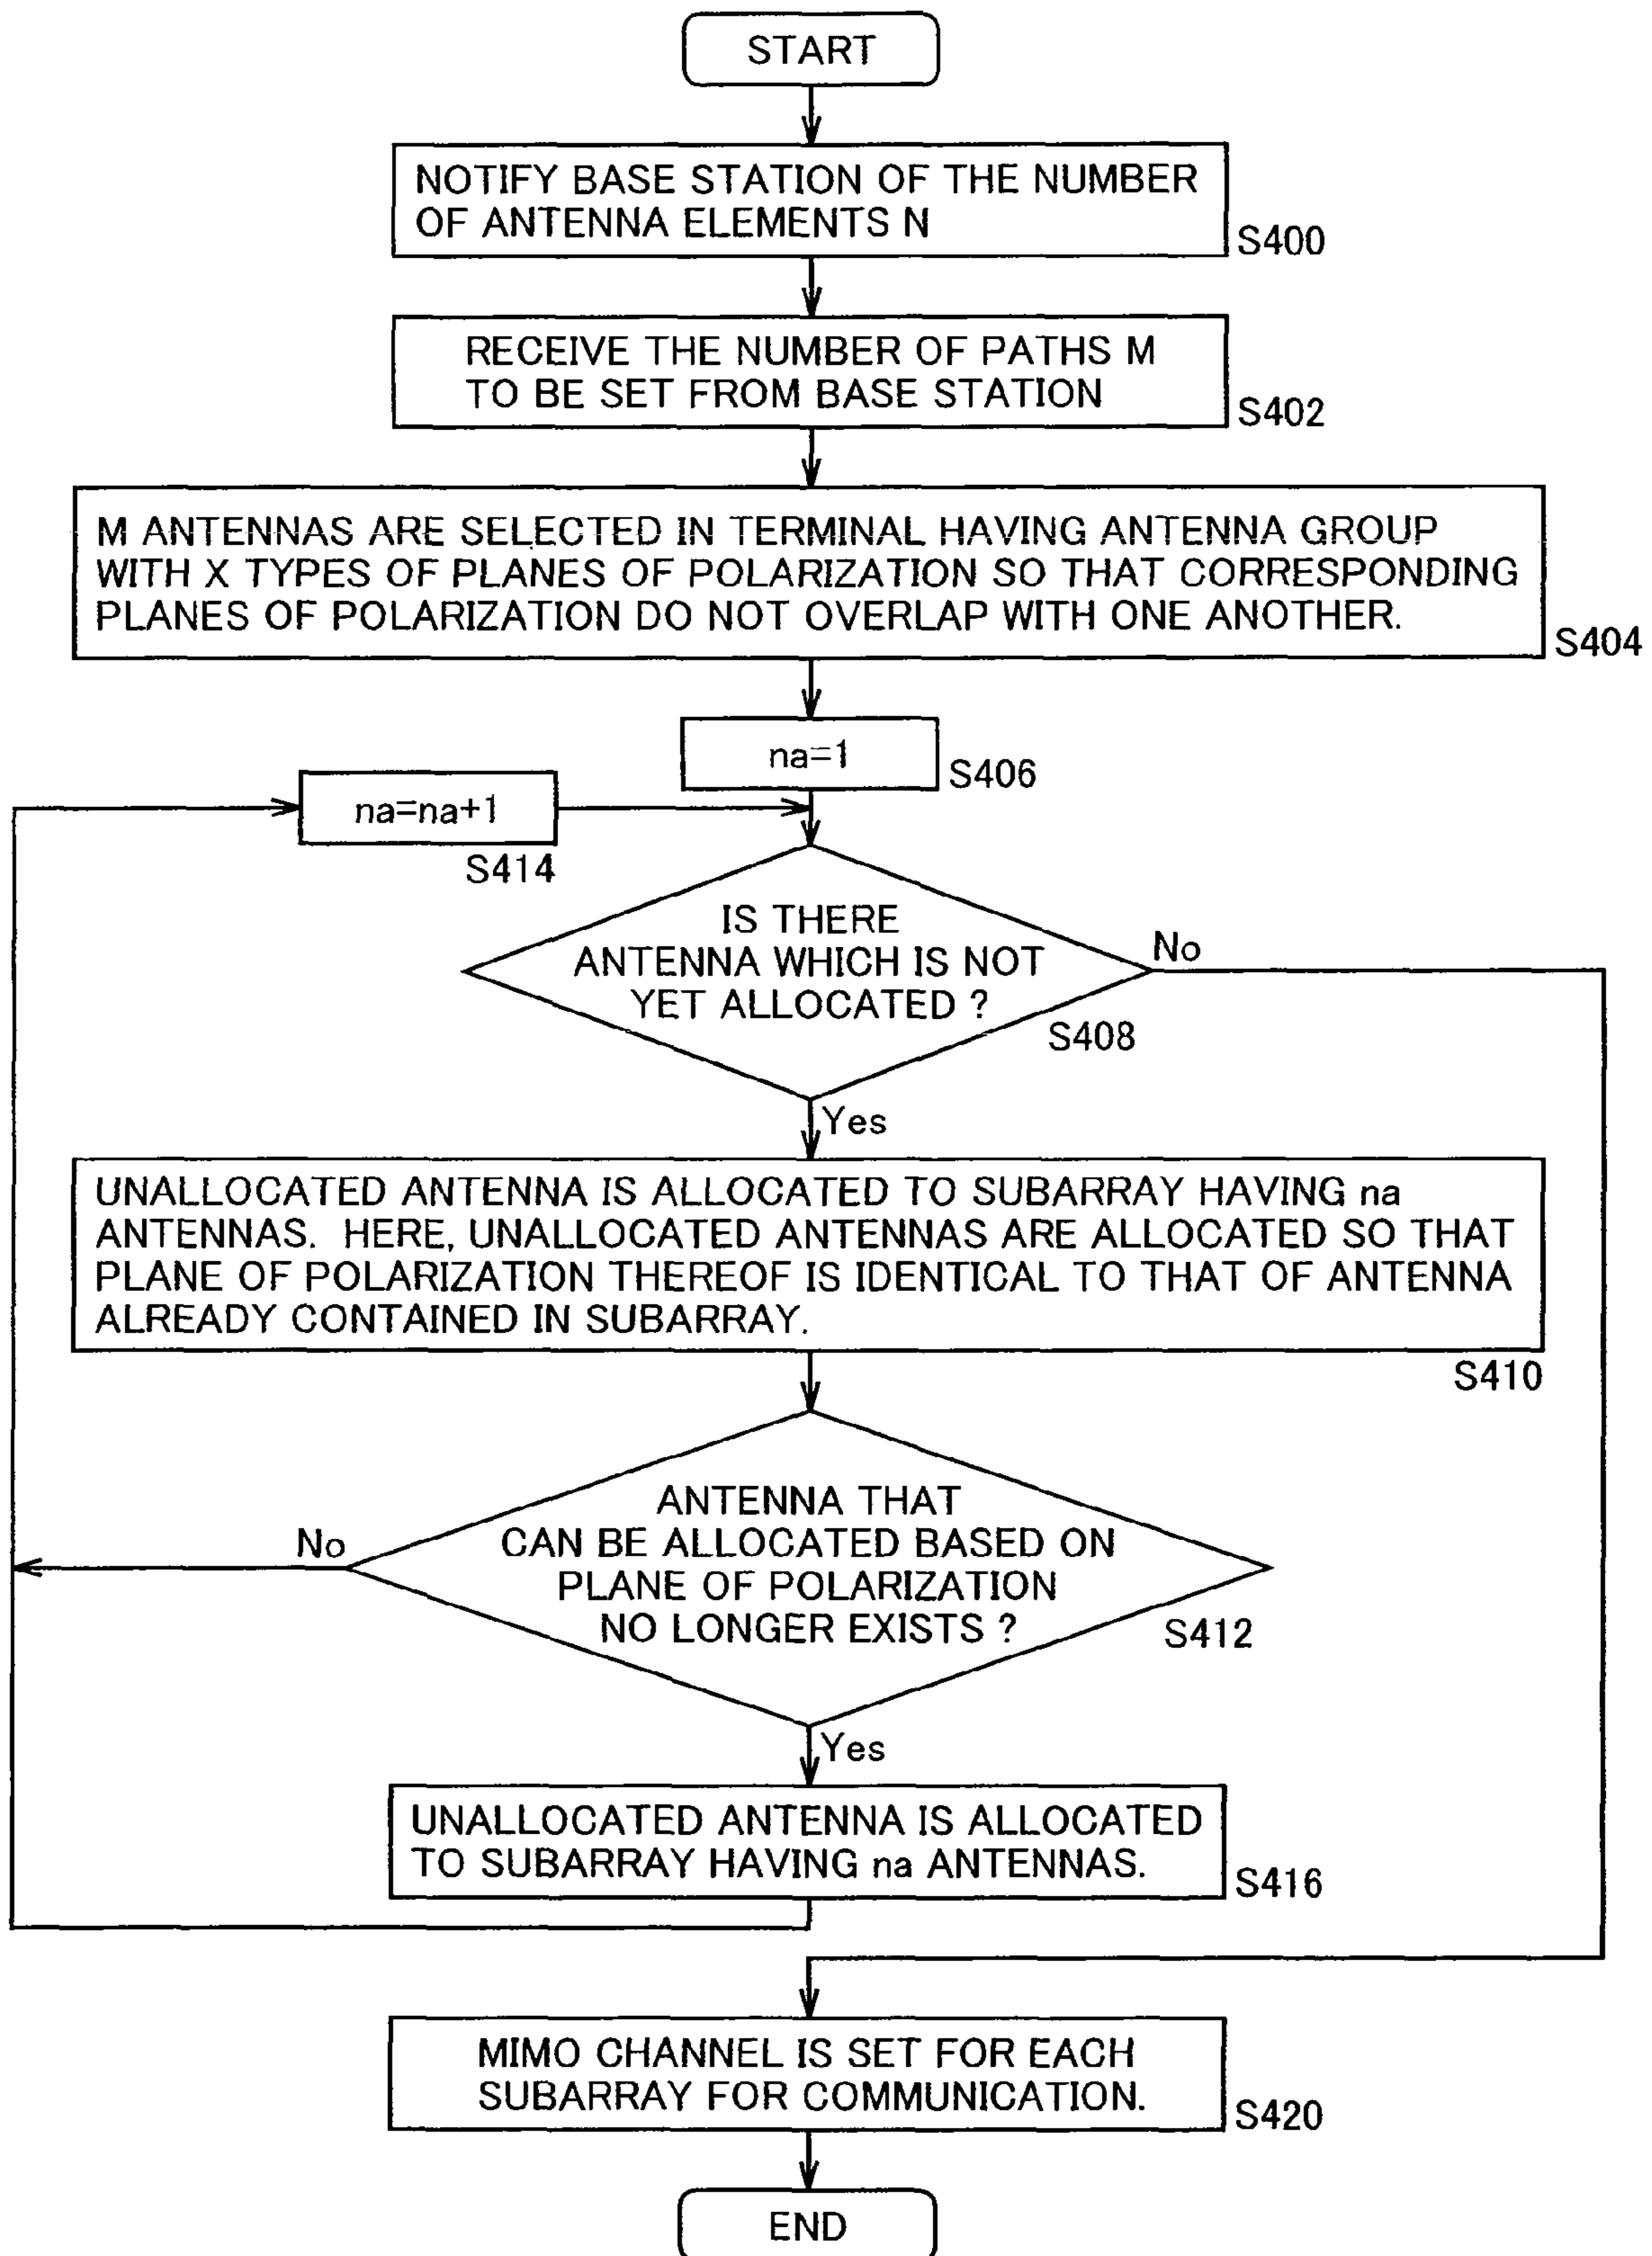 START
NOTIFY BASE STATION OF THE NUMBER
OF ANTENNA ELEMENTS N
S400
RECEIVE THE NUMBER OF PATHS M
TO BE SET FROM BASE STATION
S402
M ANTENNAS ARE SELECTED IN TERMINAL HAVING ANTENNA GROUP
WITH X TYPES OF PLANES OF POLARIZATION SO THAT CORRESPONDING
PLANES OF POLARIZATION DO NOT OVERLAP WITH ONE ANOTHER.
S404
na=1
S406
na=na+1
S414
IS THERE
ANTENNA WHICH IS NOT
YET ALLOCATED ?
No
S408
Yes
UNALLOCATED ANTENNA IS ALLOCATED TO SUBARRAY HAVING na
ANTENNAS. HERE, UNALLOCATED ANTENNAS ARE ALLOCATED SO THAT
PLANE OF POLARIZATION THEREOF IS IDENTICAL TO THAT OF ANTENNA
ALREADY CONTAINED IN SUBARRAY.
S410
ANTENNA THAT
CAN BE ALLOCATED BASED ON
PLANE OF POLARIZATION
NO LONGER EXISTS ?
No
S412
Yes
UNALLOCATED ANTENNA IS ALLOCATED
TO SUBARRAY HAVING na ANTENNAS.
S416
MIMO CHANNEL IS SET FOR EACH
SUBARRAY FOR COMMUNICATION.
S420
END